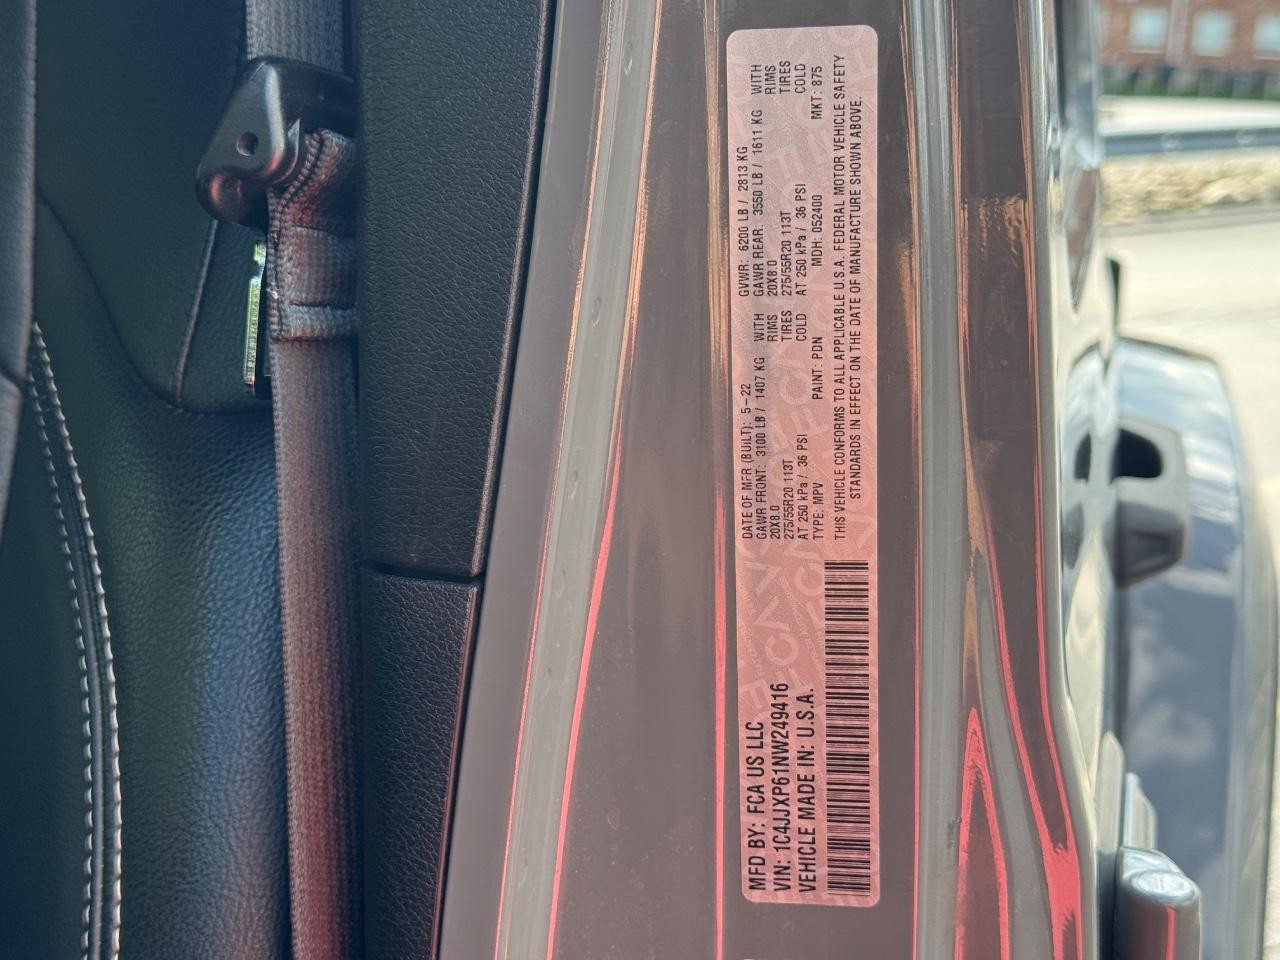 MFD BY: FCA US LLC
VIN: 1C4JJXP61NW249416
VEHICLE MADE IN: U.S.A.
DATE OF MFR (BUILT): 5-22
GVWR: 6200 LB / 2813 KG
GAWR FRONT: 3100 LB / 1407 KG WITH
20X8.0 RIMS
275/55R20 113T TIRES
AT 250 kPa / 36 PSI COLD
GAWR REAR: 3550 LB / 1611 KG WITH
20X8.0 RIMS
275/55R20 113T TIRES
AT 250 kPa / 36 PSI COLD
TYPE: MPV PAINT: PDN MDH: 052400 MKT: 875
THIS VEHICLE CONFORMS TO ALL APPLICABLE U.S.A. FEDERAL MOTOR VEHICLE SAFETY
STANDARDS IN EFFECT ON THE DATE OF MANUFACTURE SHOWN ABOVE.